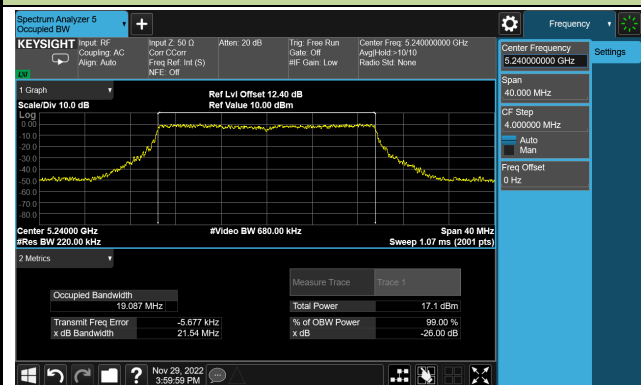 Spectrum Analyzer 5
Occupied BW
Frequency
KEYSIGHT
Input: RF
Coupling: AC
Align: Auto
Input Z: 50 Ω
Corr CCorr
Freq Ref: Int (S)
NFE: Off
Atten: 20 dB
Trig: Free Run
Gate: Off
#IF Gain: Low
Center Freq: 5.240000000 GHz
Avg|Hold:>10/10
Radio Std: None
LXI
Center Frequency
5.240000000 GHz
Settings
Span
40.000 MHz
CF Step
4.000000 MHz
Auto
Man
Freq Offset
0 Hz
1 Graph
Scale/Div 10.0 dB
Ref Lvl Offset 12.40 dB
Ref Value 10.00 dBm
Log
0.00
-10.0
-20.0
-30.0
-40.0
-50.0
-60.0
-70.0
-80.0
Center 5.24000 GHz
#Res BW 220.00 kHz
#Video BW 680.00 kHz
Span 40 MHz
Sweep 1.07 ms (2001 pts)
2 Metrics
Measure Trace
Trace 1
Occupied Bandwidth
19.087 MHz
Total Power
17.1 dBm
Transmit Freq Error
-5.677 kHz
% of OBW Power
99.00 %
x dB Bandwidth
21.54 MHz
x dB
-26.00 dB
?
Nov 29, 2022
3:59:59 PM